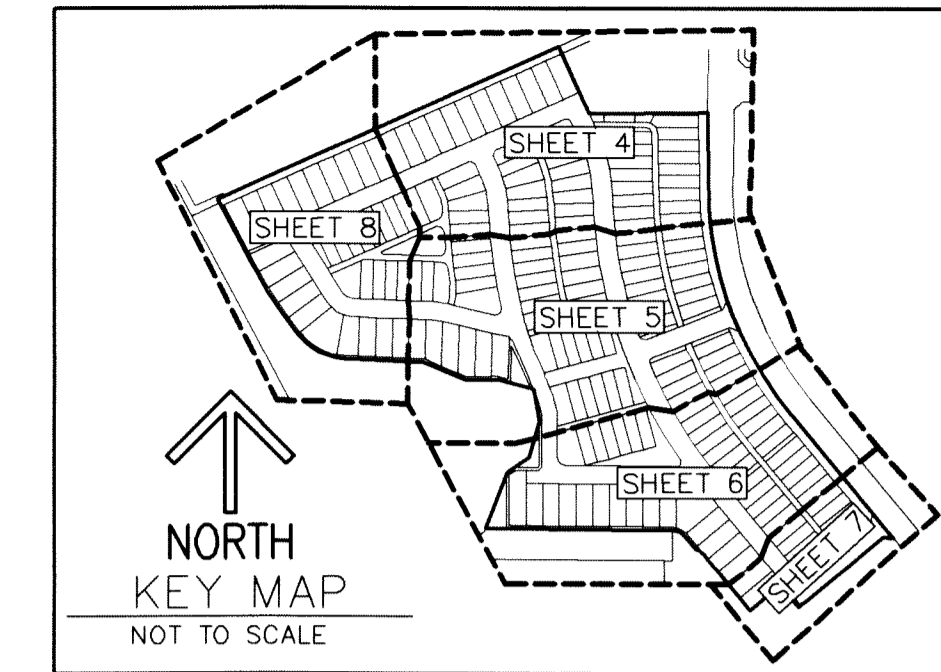 SHEET 4
SHEET 8
SHEET 5
SHEET 6
SHEET 7
NORTH
KEY MAP
NOT TO SCALE